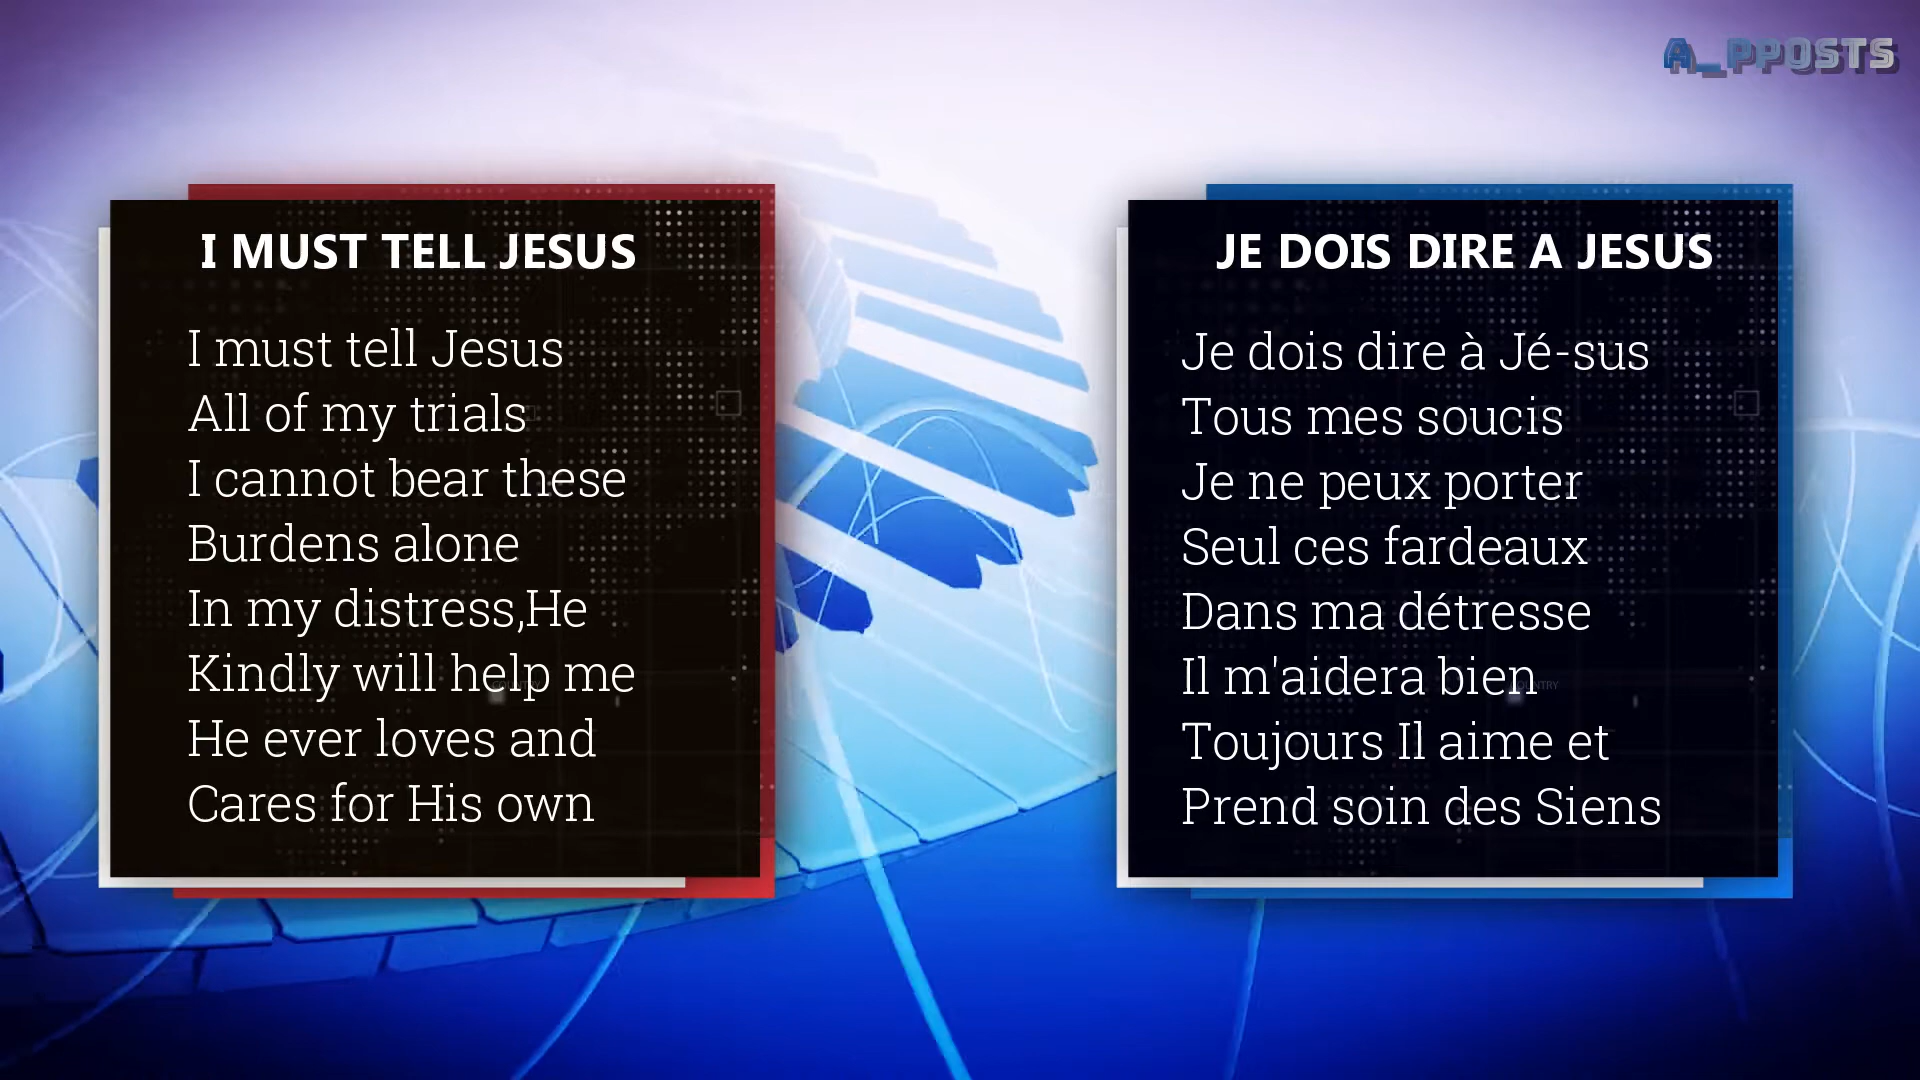 A_PPOSTS
I MUST TELL JESUS
I must tell Jesus
All of my trials
I cannot bear these
Burdens alone
In my distress,He
Kindly will help me
He ever loves and
Cares for His own
JE DOIS DIRE A JESUS
Je dois dire à Jé-sus
Tous mes soucis
Je ne peux porter
Seul ces fardeaux
Dans ma détresse
Il m'aidera bien
Toujours Il aime et
Prend soin des Siens